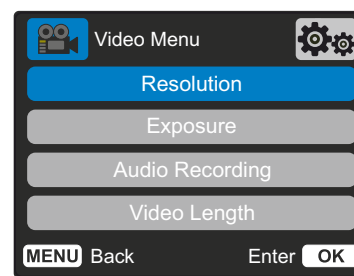 Video Menu
Resolution
Exposure
Audio Recording
Video Length
MENU Back Enter OK